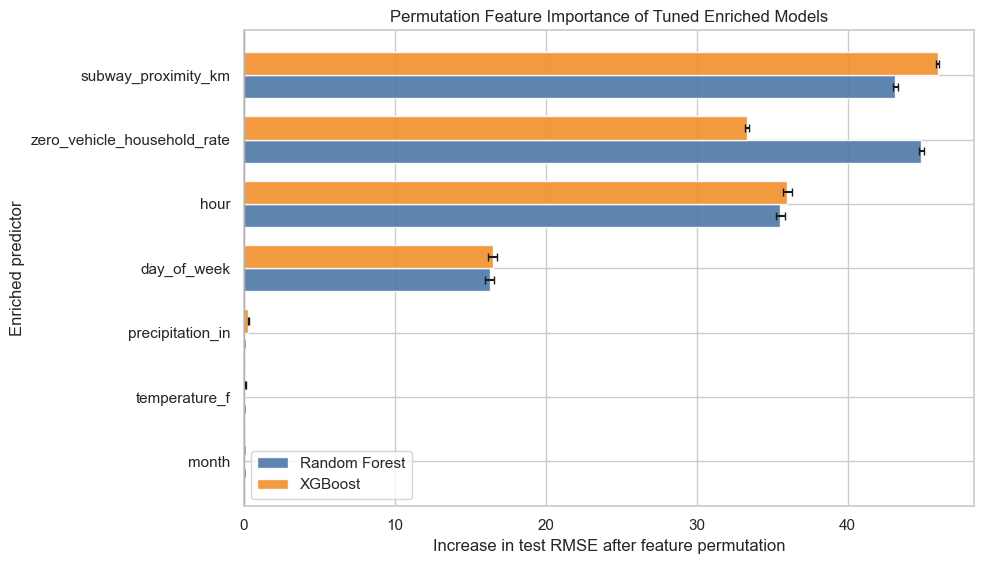 Permutation Feature Importance of Tuned Enriched Models
Enriched predictor
subway_proximity_km
zero_vehicle_household_rate
hour
day_of_week
precipitation_in
temperature_f
month
Random Forest
XGBoost
0 10 20 30 40
Increase in test RMSE after feature permutation